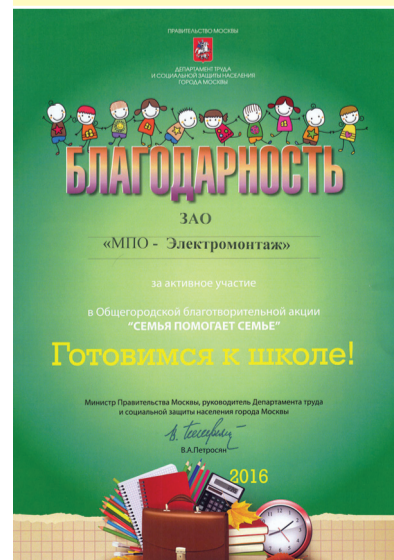 ПРАВИТЕЛЬСТВО МОСКВЫ
ДЕПАРТАМЕНТ ТРУДА
И СОЦИАЛЬНОЙ ЗАЩИТЫ НАСЕЛЕНИЯ
ГОРОДА МОСКВЫ
БЛАГОДАРНОСТЬ
ЗАО
«МПО - Электромонтаж»
за активное участие
в Общегородской благотворительной акции
"СЕМЬЯ ПОМОГАЕТ СЕМЬЕ"
Готовимся к школе!
Министр Правительства Москвы, руководитель Департамента труда
и социальной защиты населения города Москвы
В.А.Петросян
2016